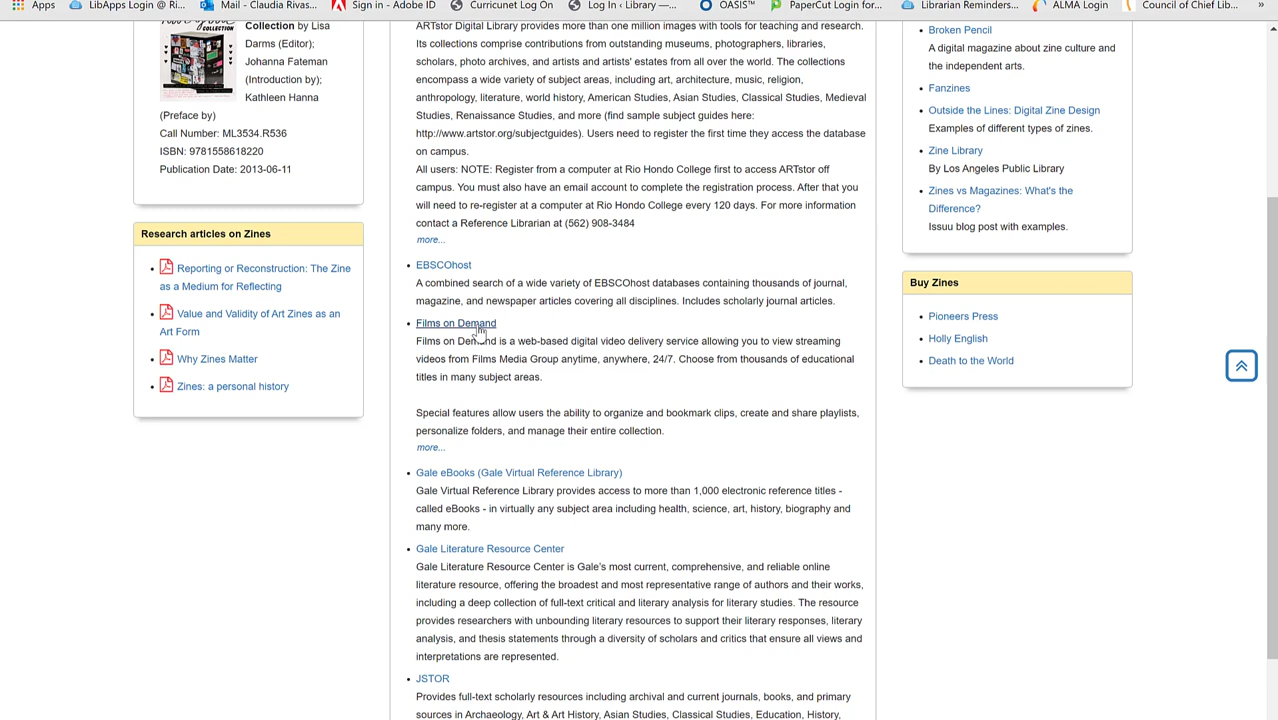 Apps LibApps Login @ Ri... Mail - Claudia Rivas... Sign in - Adobe ID Curricunet Log On Log In ‹ Library —... OASIS™ PaperCut Login for... Librarian Reminders... ALMA Login Council of Chief Lib... »
Collection by Lisa
Darms (Editor);
Johanna Fateman
(Introduction by);
Kathleen Hanna
(Preface by)
Call Number: ML3534.R536
ISBN: 9781558618220
Publication Date: 2013-06-11
Research articles on Zines
Reporting or Reconstruction: The Zine
as a Medium for Reflecting
Value and Validity of Art Zines as an
Art Form
Why Zines Matter
Zines: a personal history
ARTstor Digital Library provides more than one million images with tools for teaching and research.
Its collections comprise contributions from outstanding museums, photographers, libraries,
scholars, photo archives, and artists and artists' estates from all over the world. The collections
encompass a wide variety of subject areas, including art, architecture, music, religion,
anthropology, literature, world history, American Studies, Asian Studies, Classical Studies, Medieval
Studies, Renaissance Studies, and more (find sample subject guides here:
http://www.artstor.org/subjectguides). Users need to register the first time they access the database
on campus.
All users: NOTE: Register from a computer at Rio Hondo College first to access ARTstor off
campus. You must also have an email account to complete the registration process. After that you
will need to re-register at a computer at Rio Hondo College every 120 days. For more information
contact a Reference Librarian at (562) 908-3484
more...
EBSCOhost
A combined search of a wide variety of EBSCOhost databases containing thousands of journal,
magazine, and newspaper articles covering all disciplines. Includes scholarly journal articles.
Films on Demand
Films on Demand is a web-based digital video delivery service allowing you to view streaming
videos from Films Media Group anytime, anywhere, 24/7. Choose from thousands of educational
titles in many subject areas.
Special features allow users the ability to organize and bookmark clips, create and share playlists,
personalize folders, and manage their entire collection.
more...
Gale eBooks (Gale Virtual Reference Library)
Gale Virtual Reference Library provides access to more than 1,000 electronic reference titles -
called eBooks - in virtually any subject area including health, science, art, history, biography and
many more.
Gale Literature Resource Center
Gale Literature Resource Center is Gale's most current, comprehensive, and reliable online
literature resource, offering the broadest and most representative range of authors and their works,
including a deep collection of full-text critical and literary analysis for literary studies. The resource
provides researchers with unbounding literary resources to support their literary responses, literary
analysis, and thesis statements through a diversity of scholars and critics that ensure all views and
interpretations are represented.
JSTOR
Provides full-text scholarly resources including archival and current journals, books, and primary
sources in Archaeology, Art & Art History, Asian Studies, Classical Studies, Education, History,
Broken Pencil
A digital magazine about zine culture and
the independent arts.
Fanzines
Outside the Lines: Digital Zine Design
Examples of different types of zines.
Zine Library
By Los Angeles Public Library
Zines vs Magazines: What's the
Difference?
Issuu blog post with examples.
Buy Zines
Pioneers Press
Holly English
Death to the World